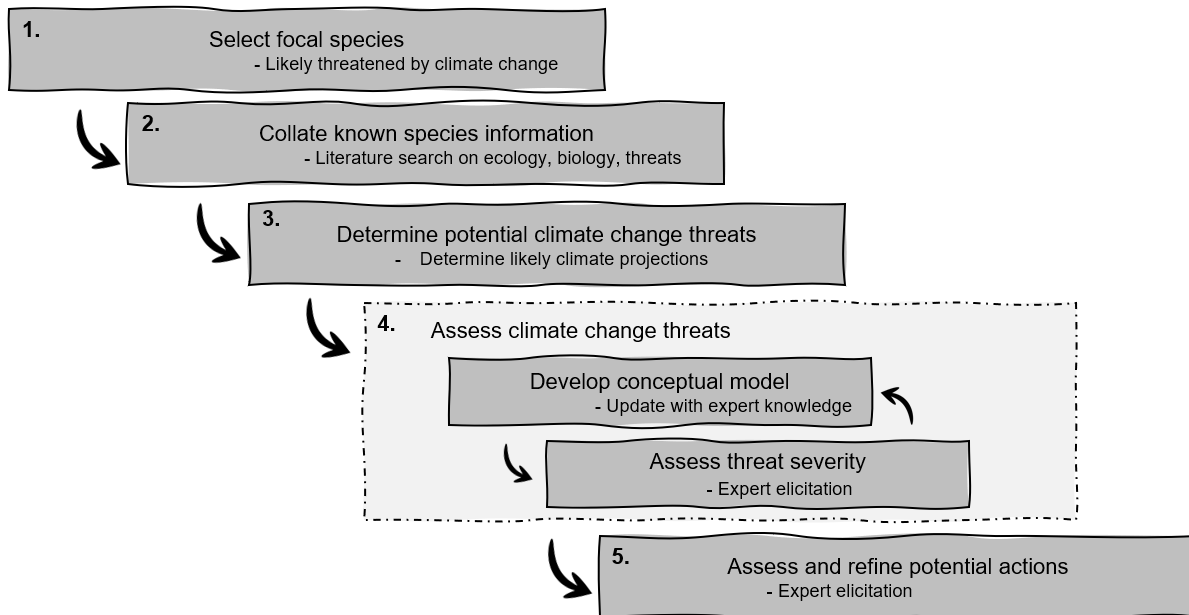 1.
Select focal species
- Likely threatened by climate change
2.
Collate known species information
- Literature search on ecology, biology, threats
3.
Determine potential climate change threats
- Determine likely climate projections
4.
Assess climate change threats
Develop conceptual model
- Update with expert knowledge
Assess threat severity
- Expert elicitation
5.
Assess and refine potential actions
- Expert elicitation